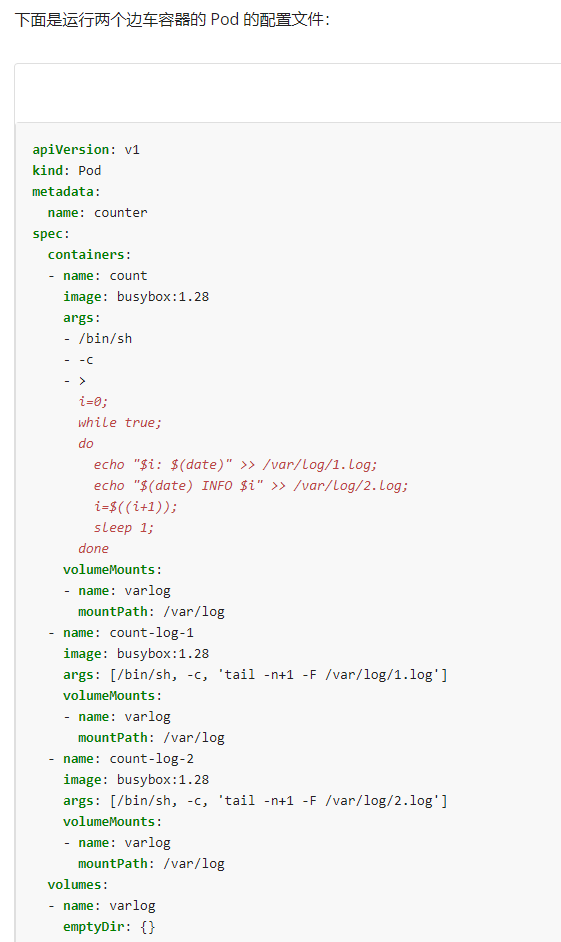 下面是运行两个边车容器的 Pod 的配置文件：
apiVersion: v1
kind: Pod
metadata:
  name: counter
spec:
  containers:
  - name: count
    image: busybox:1.28
    args:
    - /bin/sh
    - -c
    - >
      i=0;
      while true;
      do
        echo "$i: $(date)" >> /var/log/1.log;
        echo "$(date) INFO $i" >> /var/log/2.log;
        i=$((i+1));
        sleep 1;
      done
    volumeMounts:
    - name: varlog
      mountPath: /var/log
  - name: count-log-1
    image: busybox:1.28
    args: [/bin/sh, -c, 'tail -n+1 -F /var/log/1.log']
    volumeMounts:
    - name: varlog
      mountPath: /var/log
  - name: count-log-2
    image: busybox:1.28
    args: [/bin/sh, -c, 'tail -n+1 -F /var/log/2.log']
    volumeMounts:
    - name: varlog
      mountPath: /var/log
  volumes:
  - name: varlog
    emptyDir: {}